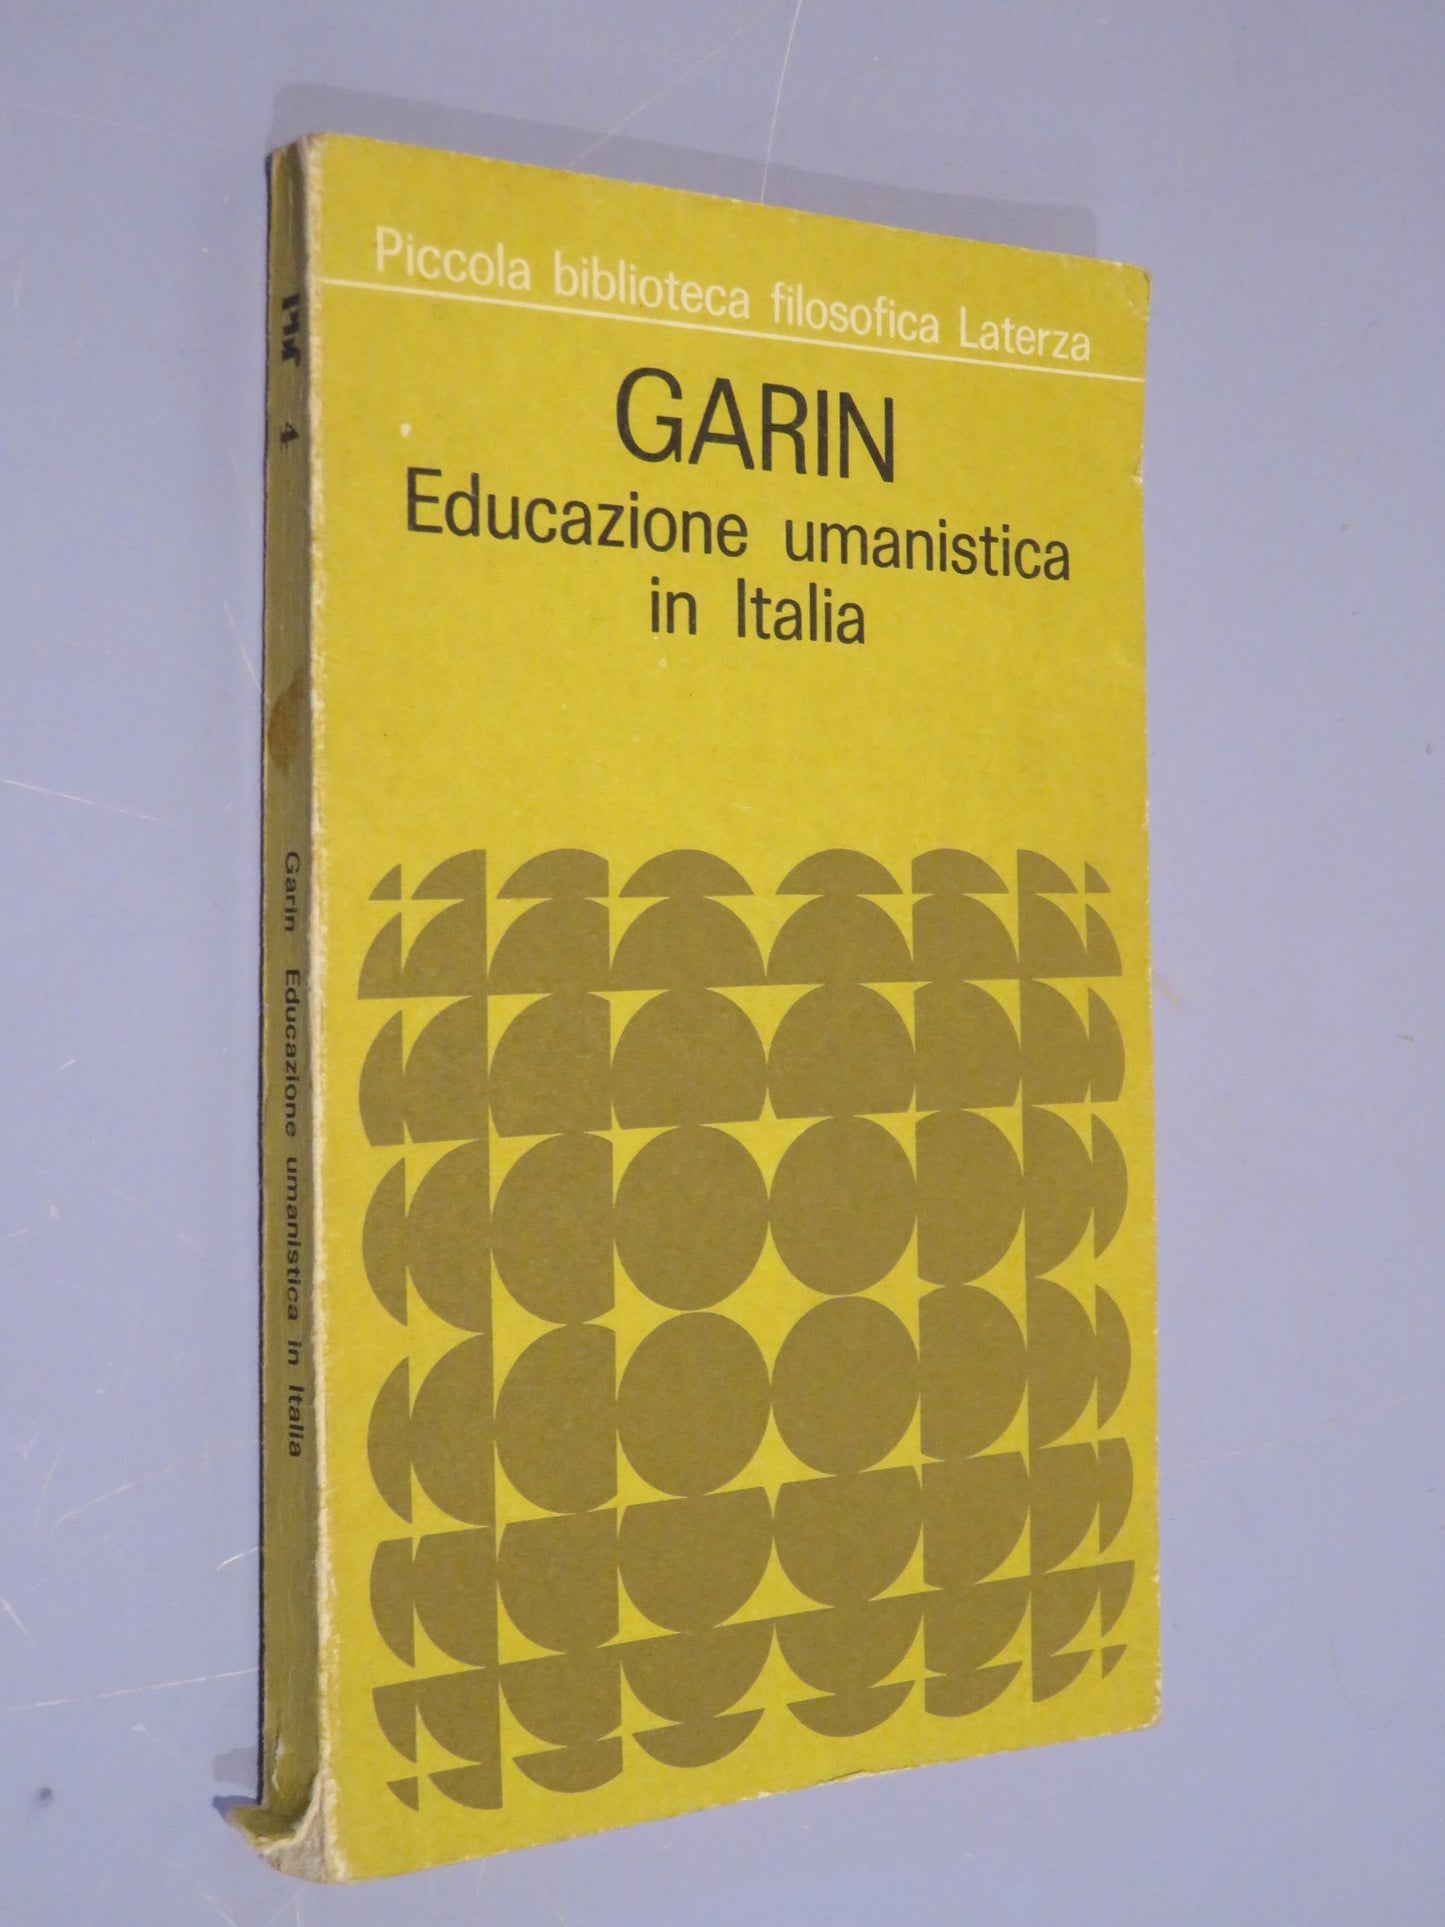 Piccola biblioteca filosofica Laterza
GARIN
Educazione umanistica
in Italia
4
Garin Educazione umanistica in Italia